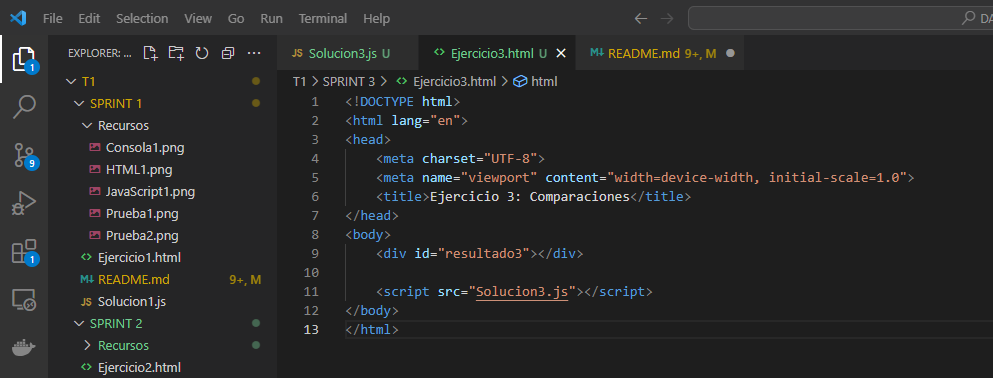 File Edit Selection View Go Run Terminal Help
EXPLORER: ...
Solucion3.js U
Ejercicio3.html U
README.md 9+, M
T1 > SPRINT 3 > Ejercicio3.html > html
T1
SPRINT 1
Recursos
Consola1.png
HTML1.png
JavaScript1.png
Prueba1.png
Prueba2.png
Ejercicio1.html
README.md 9+, M
JS Solucion1.js
SPRINT 2
Recursos
Ejercicio2.html
1
9
1
1 <!DOCTYPE html>
2 <html lang="en">
3 <head>
4 <meta charset="UTF-8">
5 <meta name="viewport" content="width=device-width, initial-scale=1.0">
6 <title>Ejercicio 3: Comparaciones</title>
7 </head>
8 <body>
9 <div id="resultado3"></div>
10
11 <script src="Solucion3.js"></script>
12 </body>
13 </html>